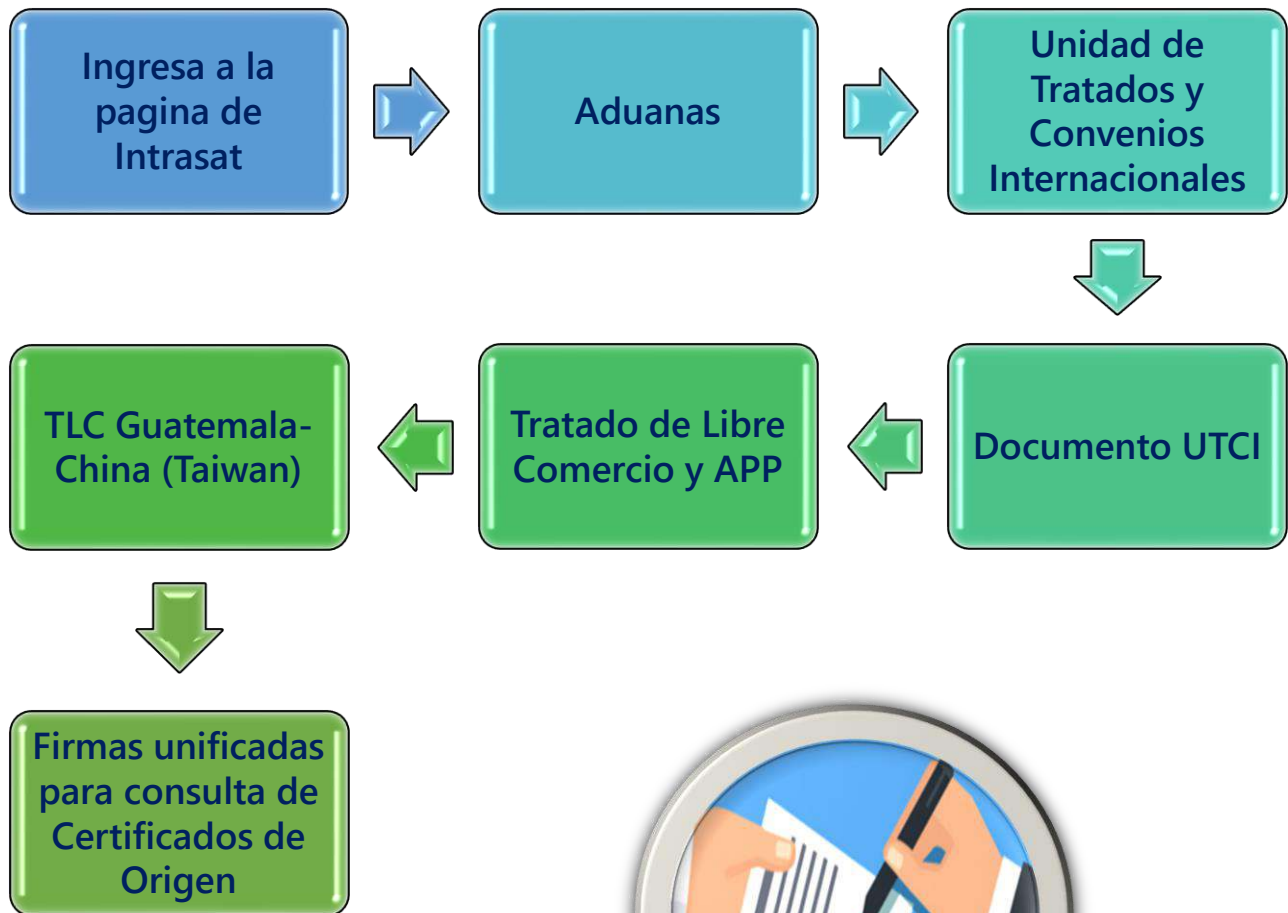 Ingresa a la
pagina de
Intrasat
Aduanas
Unidad de
Tratados y
Convenios
Internacionales
Documento UTCI
Tratado de Libre
Comercio y APP
TLC Guatemala-
China (Taiwan)
Firmas unificadas
para consulta de
Certificados de
Origen